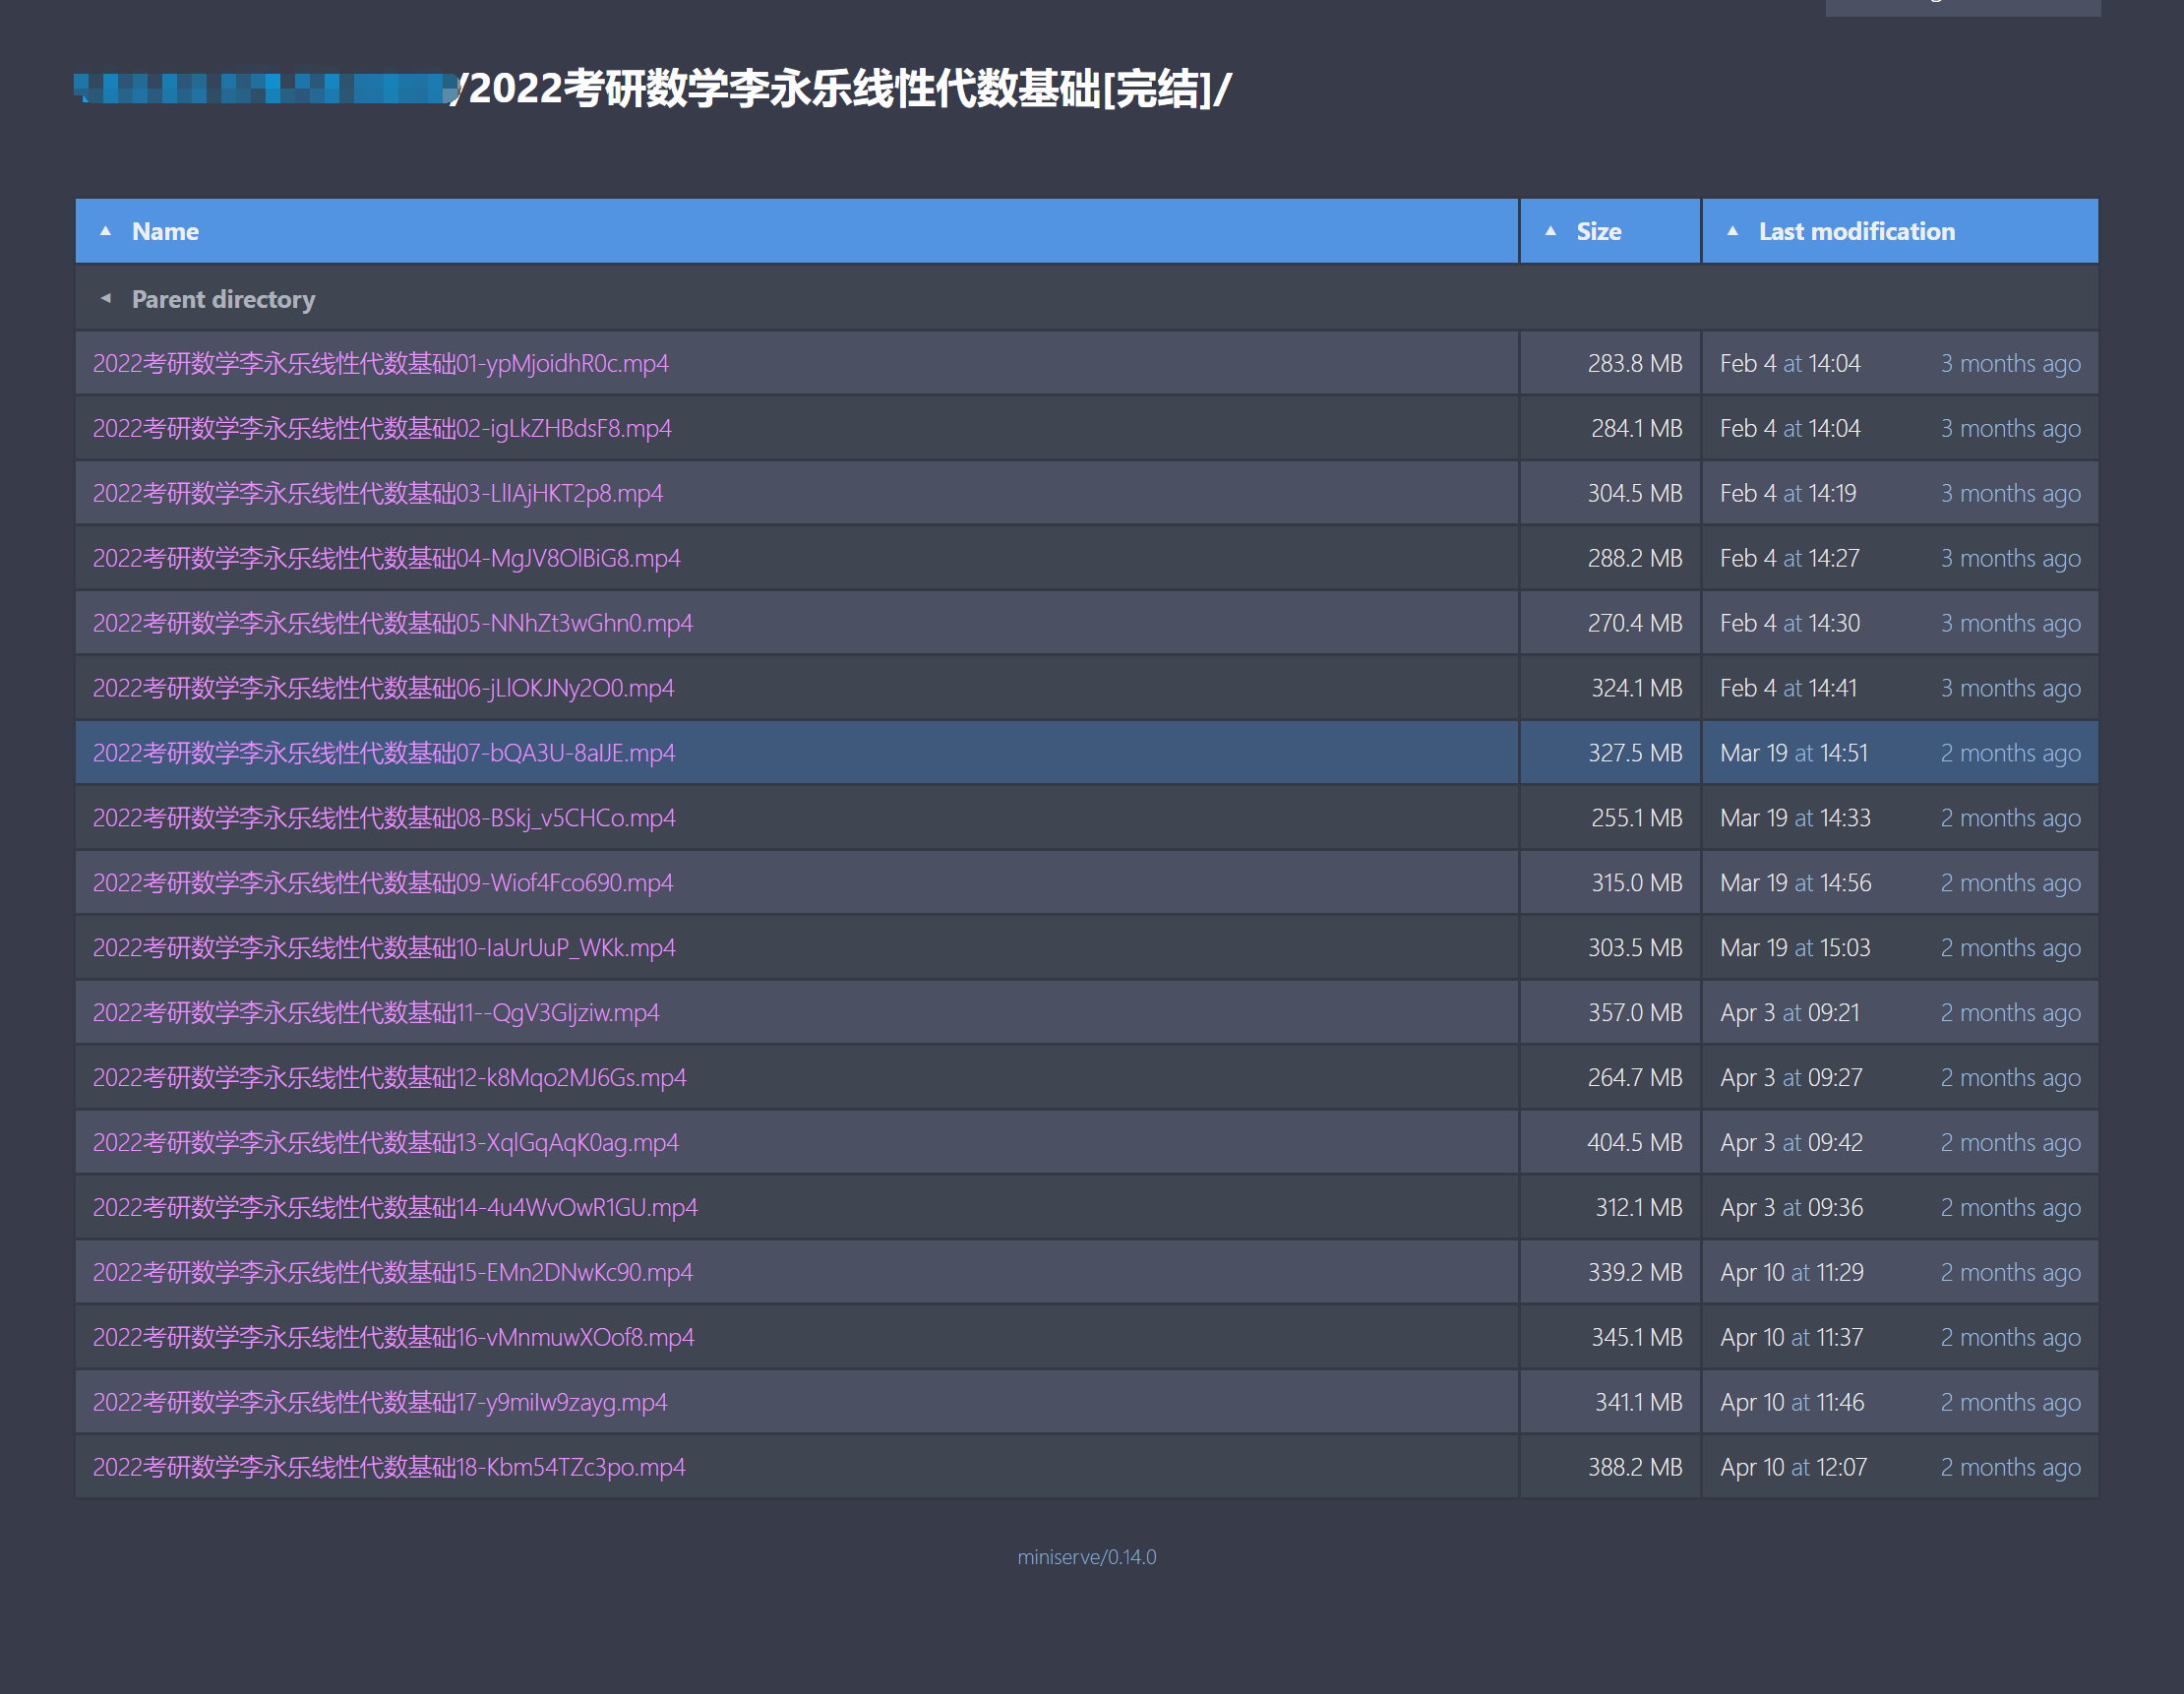 /2022考研数学李永乐线性代数基础[完结]/
Name Size Last modification
Parent directory
2022考研数学李永乐线性代数基础01-ypMjoidhR0c.mp4 283.8 MB Feb 4 at 14:04 3 months ago
2022考研数学李永乐线性代数基础02-igLkZHBdsF8.mp4 284.1 MB Feb 4 at 14:04 3 months ago
2022考研数学李永乐线性代数基础03-LlIAjHKT2p8.mp4 304.5 MB Feb 4 at 14:19 3 months ago
2022考研数学李永乐线性代数基础04-MgJV8OlBiG8.mp4 288.2 MB Feb 4 at 14:27 3 months ago
2022考研数学李永乐线性代数基础05-NNhZt3wGhn0.mp4 270.4 MB Feb 4 at 14:30 3 months ago
2022考研数学李永乐线性代数基础06-jLlOKJNy2O0.mp4 324.1 MB Feb 4 at 14:41 3 months ago
2022考研数学李永乐线性代数基础07-bQA3U-8aIJE.mp4 327.5 MB Mar 19 at 14:51 2 months ago
2022考研数学李永乐线性代数基础08-BSkj_v5CHCo.mp4 255.1 MB Mar 19 at 14:33 2 months ago
2022考研数学李永乐线性代数基础09-Wiof4Fco690.mp4 315.0 MB Mar 19 at 14:56 2 months ago
2022考研数学李永乐线性代数基础10-IaUrUuP_WKk.mp4 303.5 MB Mar 19 at 15:03 2 months ago
2022考研数学李永乐线性代数基础11--QgV3GIjziw.mp4 357.0 MB Apr 3 at 09:21 2 months ago
2022考研数学李永乐线性代数基础12-k8Mqo2MJ6Gs.mp4 264.7 MB Apr 3 at 09:27 2 months ago
2022考研数学李永乐线性代数基础13-XqlGqAqK0ag.mp4 404.5 MB Apr 3 at 09:42 2 months ago
2022考研数学李永乐线性代数基础14-4u4WvOwR1GU.mp4 312.1 MB Apr 3 at 09:36 2 months ago
2022考研数学李永乐线性代数基础15-EMn2DNwKc90.mp4 339.2 MB Apr 10 at 11:29 2 months ago
2022考研数学李永乐线性代数基础16-vMnmuwXOof8.mp4 345.1 MB Apr 10 at 11:37 2 months ago
2022考研数学李永乐线性代数基础17-y9miIw9zayg.mp4 341.1 MB Apr 10 at 11:46 2 months ago
2022考研数学李永乐线性代数基础18-Kbm54TZc3po.mp4 388.2 MB Apr 10 at 12:07 2 months ago
miniserve/0.14.0